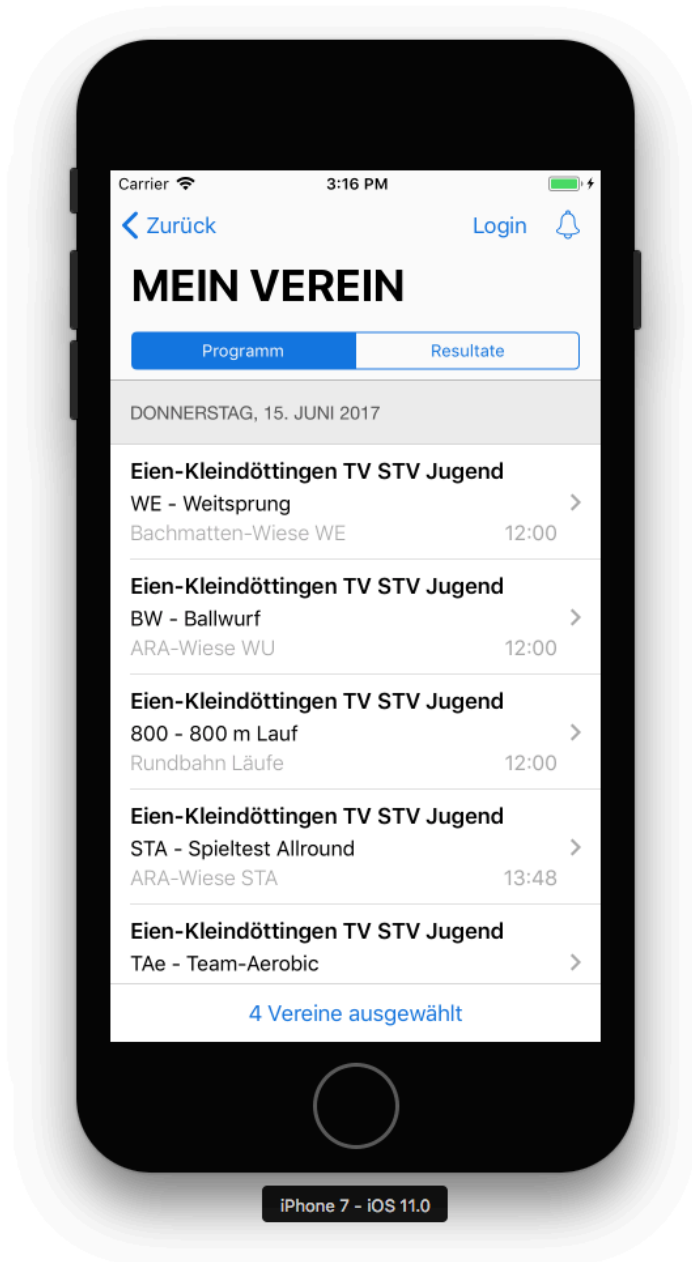 Carrier 3:16 PM
Zurück Login
MEIN VEREIN
Programm Resultate
DONNERSTAG, 15. JUNI 2017
Eien-Kleindöttingen TV STV Jugend
WE - Weitsprung
Bachmatten-Wiese WE 12:00
Eien-Kleindöttingen TV STV Jugend
BW - Ballwurf
ARA-Wiese WU 12:00
Eien-Kleindöttingen TV STV Jugend
800 - 800 m Lauf
Rundbahn Läufe 12:00
Eien-Kleindöttingen TV STV Jugend
STA - Spieltest Allround
ARA-Wiese STA 13:48
Eien-Kleindöttingen TV STV Jugend
TAe - Team-Aerobic
4 Vereine ausgewählt
iPhone 7 - iOS 11.0